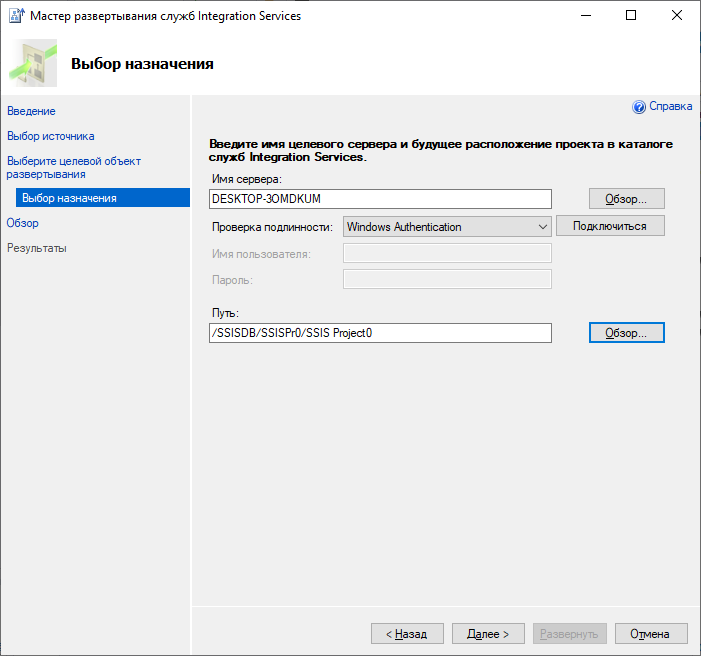 Мастер развертывания служб Integration Services
Выбор назначения
Введение
Выбор источника
Выберите целевой объект
развертывания
Выбор назначения
Обзор
Результаты
Справка
Введите имя целевого сервера и будущее расположение проекта в каталоге
служб Integration Services.
Имя сервера:
DESKTOP-3OMDKUM
Обзор...
Проверка подлинности:
Windows Authentication
Подключиться
Имя пользователя:
Пароль:
Путь:
/SSISDB/SSISPr0/SSIS Project0
Обзор...
< Назад
Далее >
Развернуть
Отмена